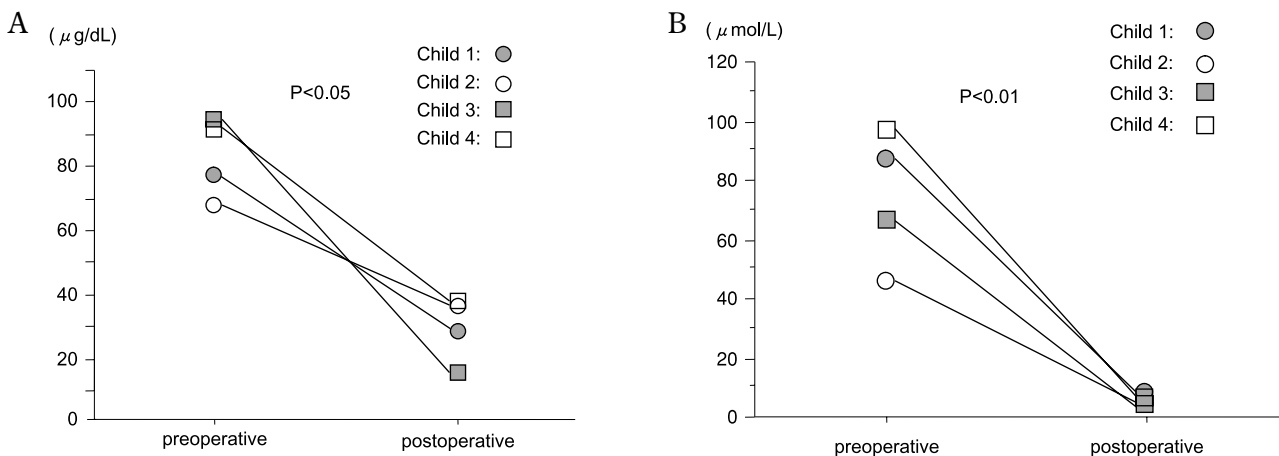 A
( μ g/dL)
Child 1:
Child 2:
Child 3:
Child 4:
P<0.05
100
80
60
40
20
0
preoperative postoperative
B
( μ mol/L)
Child 1:
Child 2:
Child 3:
Child 4:
P<0.01
120
100
80
60
40
20
0
preoperative postoperative